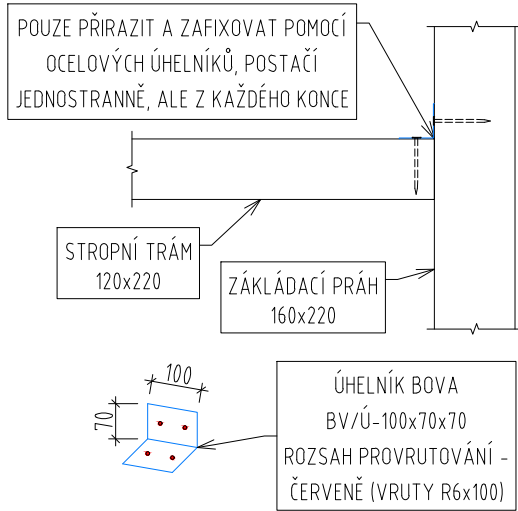 POUZE PŘIRAZIT A ZAFIXOVAT POMOCÍ
OCELOVÝCH ÚHELNÍKŮ, POSTAČÍ
JEDNOSTRANNĚ, ALE Z KAŽDÉHO KONCE
STROPNÍ TRÁM
120x220
ZÁKLÁDACÍ PRÁH
160x220
100
70
ÚHELNÍK BOVA
BV/Ú-100x70x70
ROZSAH PROVRUTOVÁNÍ -
ČERVENĚ (VRUTY R6x100)